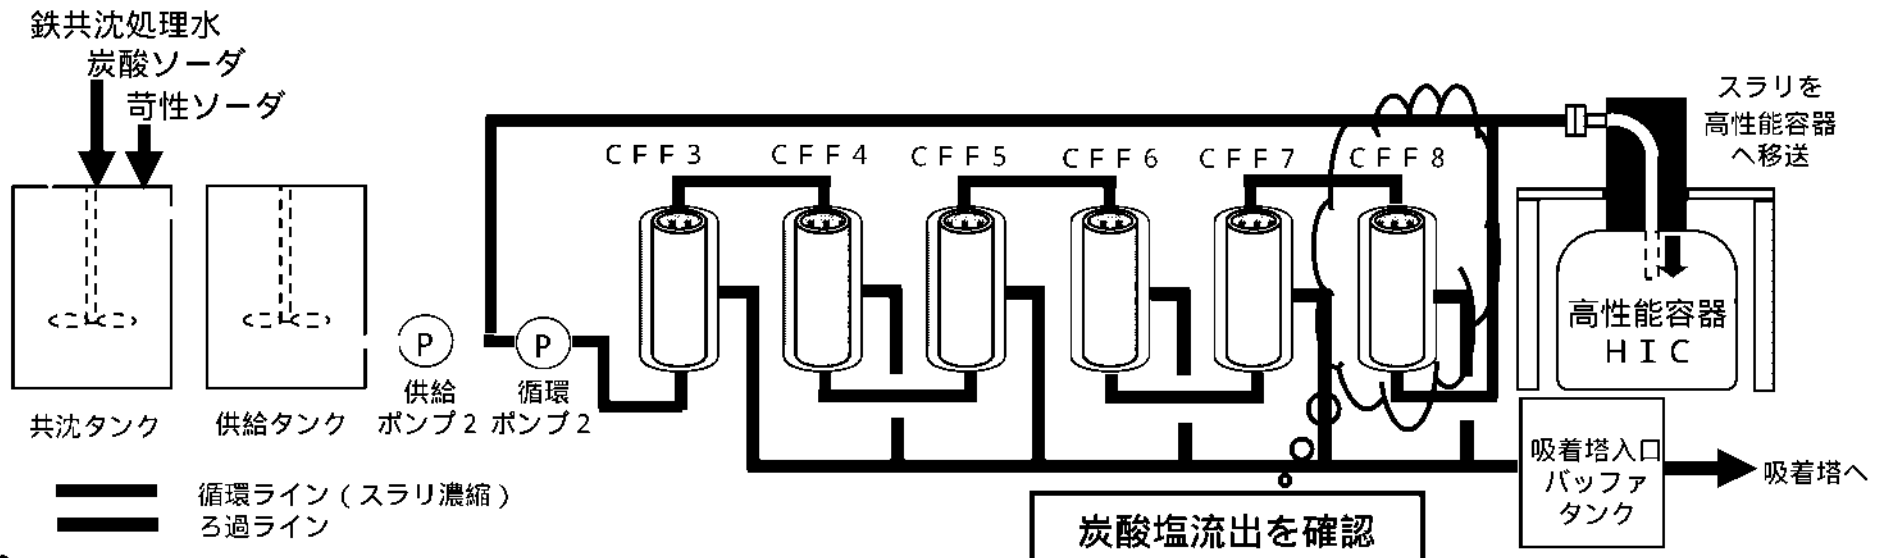 鉄共沈処理水
炭酸ソーダ
苛性ソーダ
スラリを
高性能容器
へ移送
CFF3
CFF4
CFF5
CFF6
CFF7
CFF8
高性能容器
HIC
P
P
供給
ポンプ2
循環
ポンプ2
共沈タンク
供給タンク
吸着塔入口
バッファ
タンク
吸着塔へ
循環ライン(スラリ濃縮)
ろ過ライン
炭酸塩流出を確認